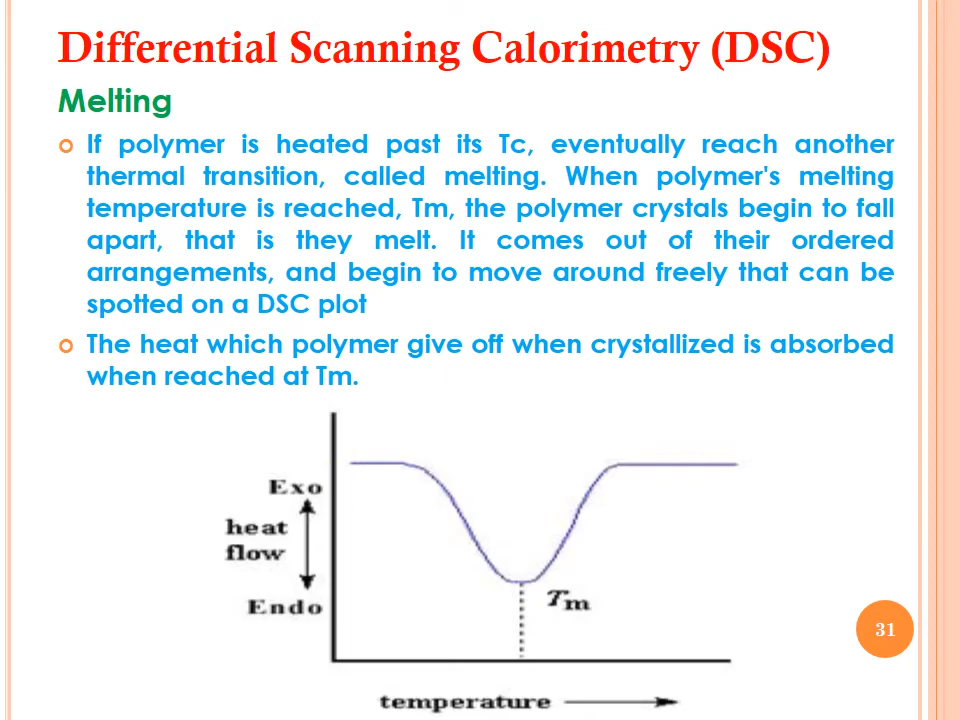 Differential Scanning Calorimetry (DSC)
Melting
If polymer is heated past its Tc, eventually reach another
thermal transition, called melting. When polymer's melting
temperature is reached, Tm, the polymer crystals begin to fall
apart, that is they melt. It comes out of their ordered
arrangements, and begin to move around freely that can be
spotted on a DSC plot
The heat which polymer give off when crystallized is absorbed
when reached at Tm.
Exo
heat
flow
Endo
Tm
31
temperature